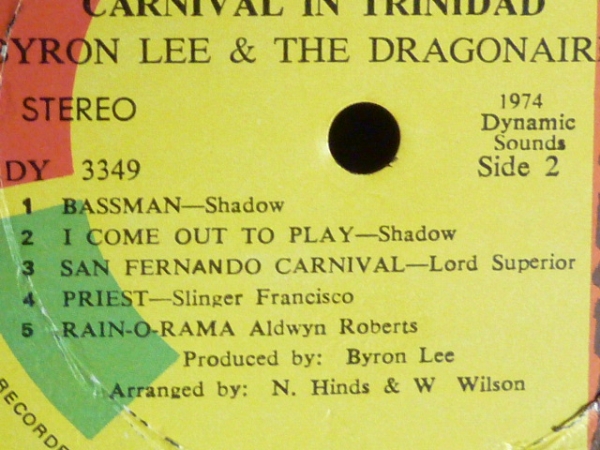 CARNIVAL IN TRINIDAD
BYRON LEE & THE DRAGONAIR
STEREO
1974
Dynamic
Sounds
DY 3349
Side 2
1 BASSMAN—Shadow
2 I COME OUT TO PLAY—Shadow
3 SAN FERNANDO CARNIVAL—Lord Superior
4 PRIEST—Slinger Francisco
5 RAIN-O-RAMA Aldwyn Roberts
Produced by: Byron Lee
Arranged by: N. Hinds & W Wilson
RECORDE